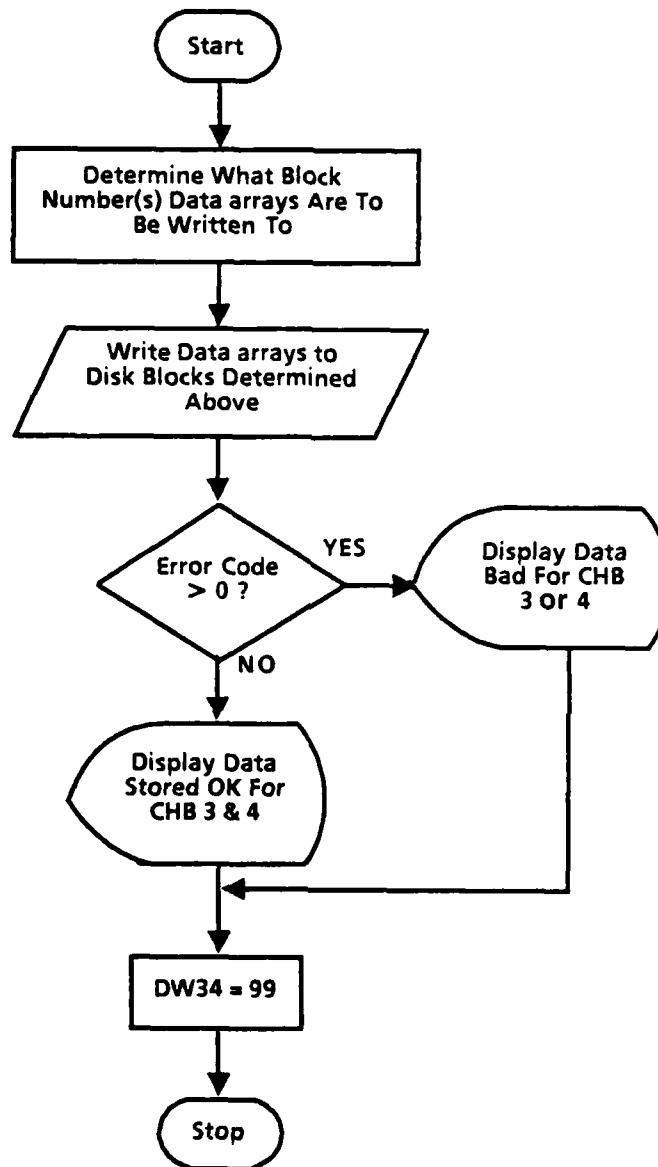 Start
Determine What Block
Number(s) Data arrays Are To
Be Written To
Write Data arrays to
Disk Blocks Determined
Above
Error Code
> 0 ?
YES
Display Data
Bad For CHB
3 or 4
NO
Display Data
Stored OK For
CHB 3 & 4
DW34 = 99
Stop